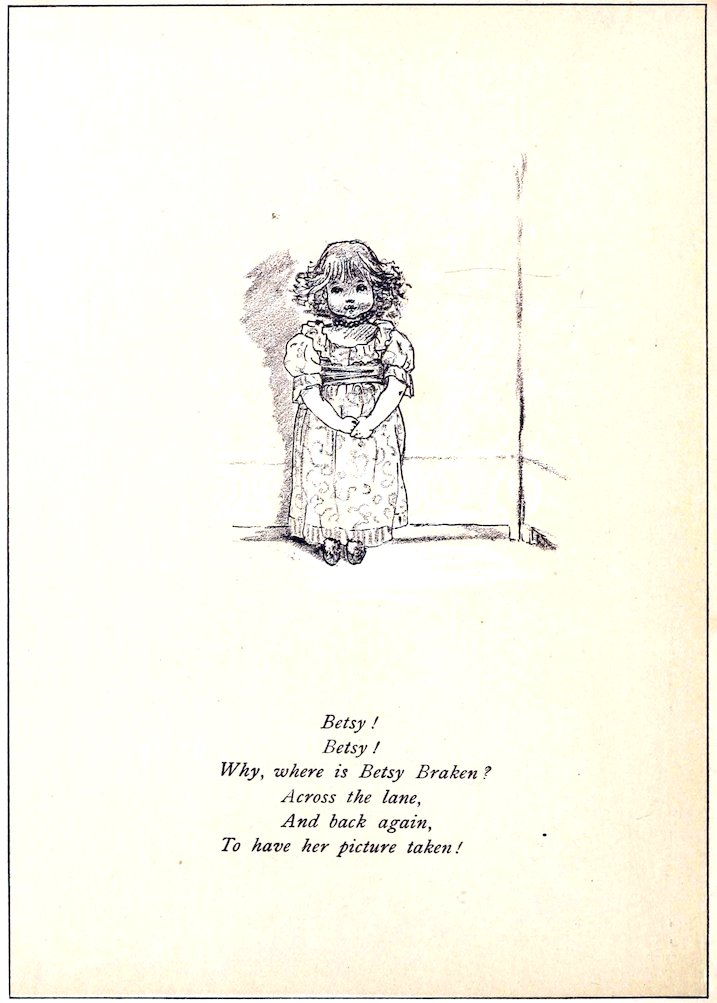 Betsy !
Betsy !
Why, where is Betsy Braken ?
Across the lane,
And back again,
To have her picture taken !